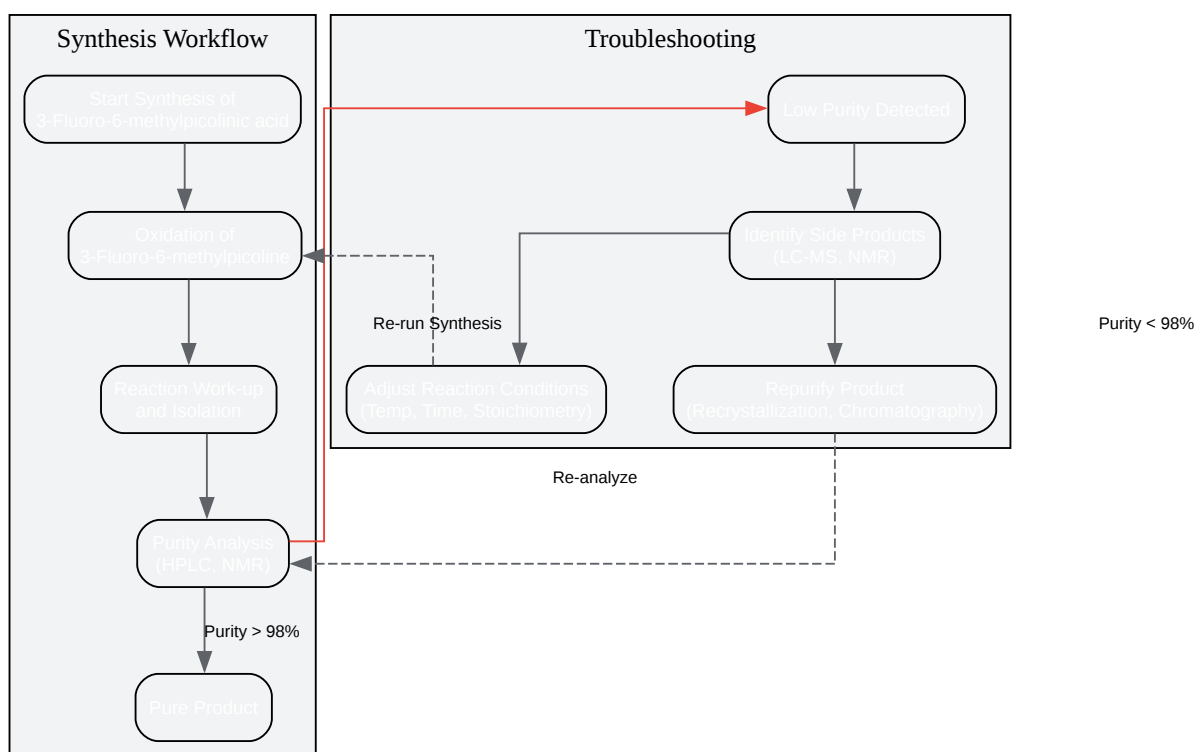 Synthesis Workflow
Start Synthesis of
3-Fluoro-6-methylpicolinic acid
Oxidation of
3-Fluoro-6-methylpicoline
Reaction Work-up
and Isolation
Purity Analysis
(HPLC, NMR)
Purity > 98%
Pure Product
Troubleshooting
Low Purity Detected
Identify Side Products
(LC-MS, NMR)
Re-run Synthesis
Adjust Reaction Conditions
(Temp, Time, Stoichiometry)
Repurify Product
(Recrystallization, Chromatography)
Re-analyze
Purity < 98%